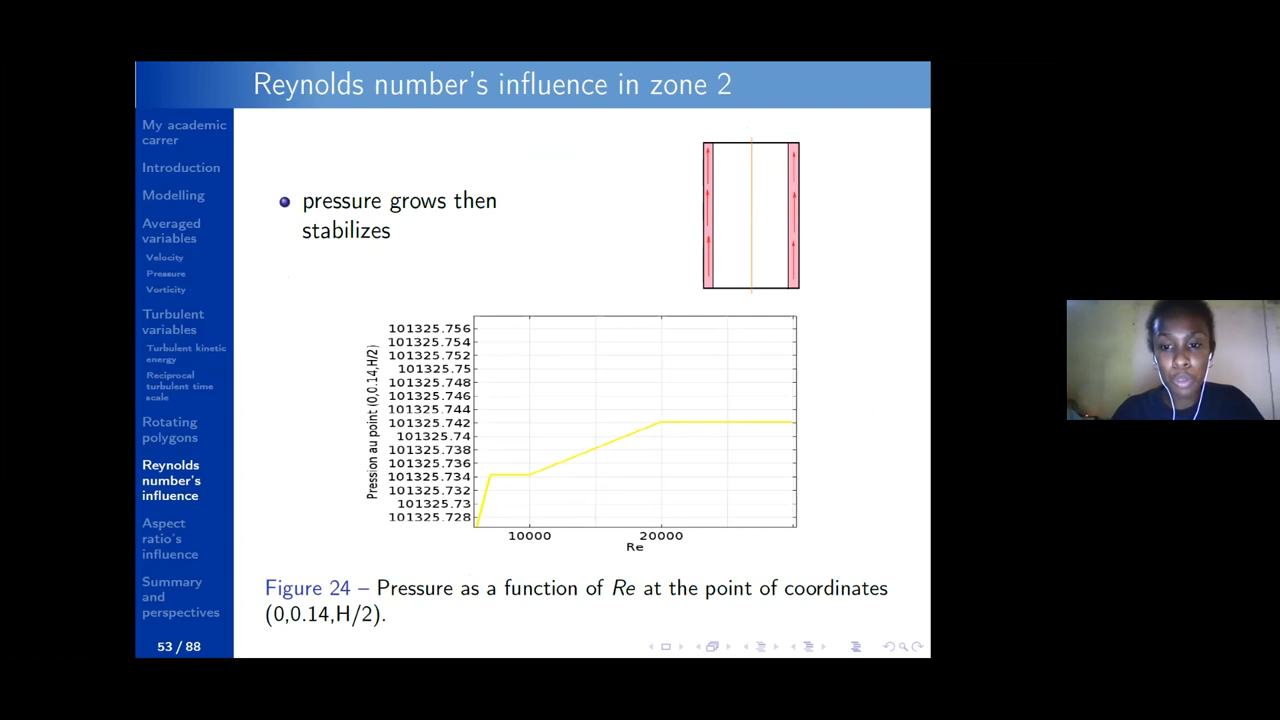 Reynolds number's influence in zone 2
My academic
carrer
Introduction
Modelling
Averaged
variables
Velocity
Pressure
Vorticity
Turbulent
variables
Turbulent kinetic
energy
Reciprocal
turbulent time
scale
Rotating
polygons
Reynolds
number's
influence
Aspect
ratio's
influence
Summary
and
perspectives
53 / 88
pressure grows then
stabilizes
Pression au point (0,0.14,H/2)
101325.756
101325.754
101325.752
101325.75
101325.748
101325.746
101325.744
101325.742
101325.74
101325.738
101325.736
101325.734
101325.732
101325.73
101325.728
10000
20000
Re
Figure 24 – Pressure as a function of Re at the point of coordinates
(0,0.14,H/2).